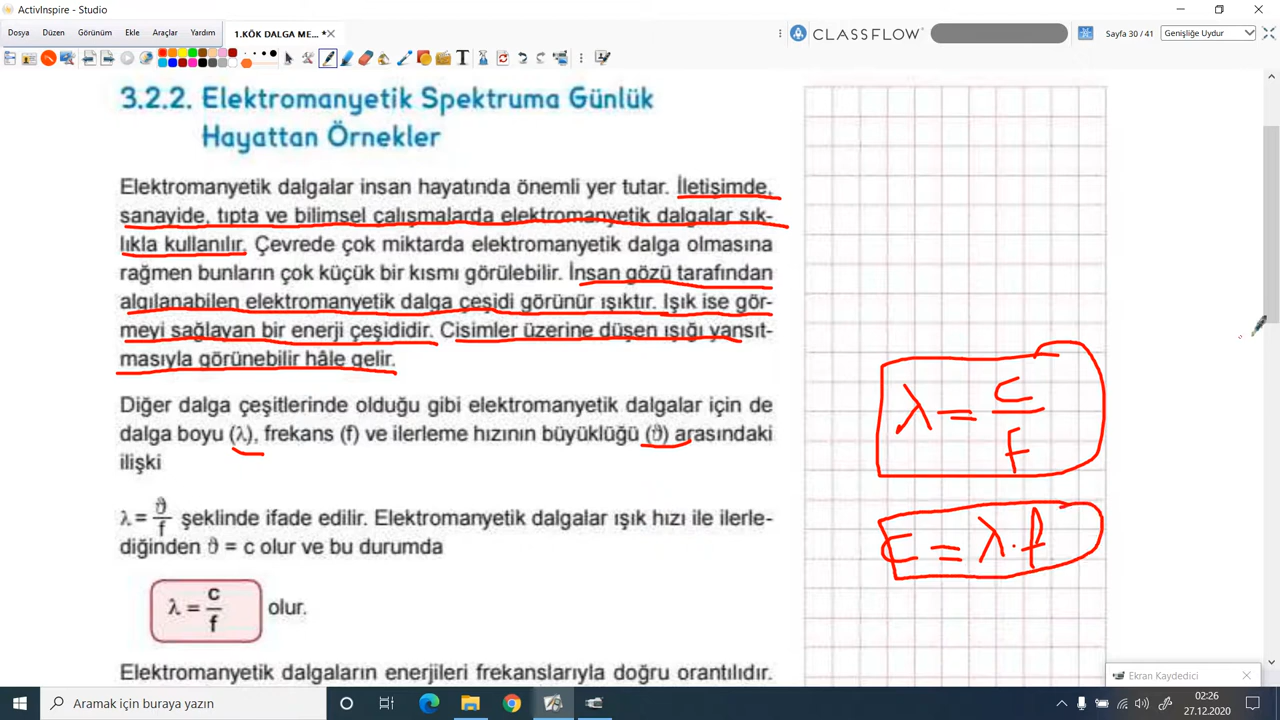 ActivInspire - Studio
Dosya Düzen Görünüm Ekle Araçlar Yardım
1.KÖK DALGA ME...
CLASSFLOW
Sayfa 30 / 41
Genişliğe Uydur
3.2.2. Elektromanyetik Spektruma Günlük
Hayattan Örnekler
Elektromanyetik dalgalar insan hayatında önemli yer tutar. İletişimde,
sanayide, tıpta ve bilimsel çalışmalarda elektromanyetik dalgalar sık-
lıkla kullanılır. Çevrede çok miktarda elektromanyetik dalga olmasına
rağmen bunların çok küçük bir kısmı görülebilir. İnsan gözü tarafından
algılanabilen elektromanyetik dalga çeşidi görünür ışıktır. Işık ise gör-
meyi sağlayan bir enerji çeşididir. Cisimler üzerine düşen ışığı yansıt-
masıyla görünebilir hâle gelir.
Diğer dalga çeşitlerinde olduğu gibi elektromanyetik dalgalar için de
dalga boyu (λ), frekans (f) ve ilerleme hızının büyüklüğü (ϑ) arasındaki
ilişki
λ = ϑ/f şeklinde ifade edilir. Elektromanyetik dalgalar ışık hızı ile ilerle-
diğinden ϑ = c olur ve bu durumda
λ = c/f olur.
Elektromanyetik dalgaların enerjileri frekanslarıyla doğru orantılıdır.
λ = c/f
c = λ.f
Ekran Kaydedici
Aramak için buraya yazın
02:26
27.12.2020